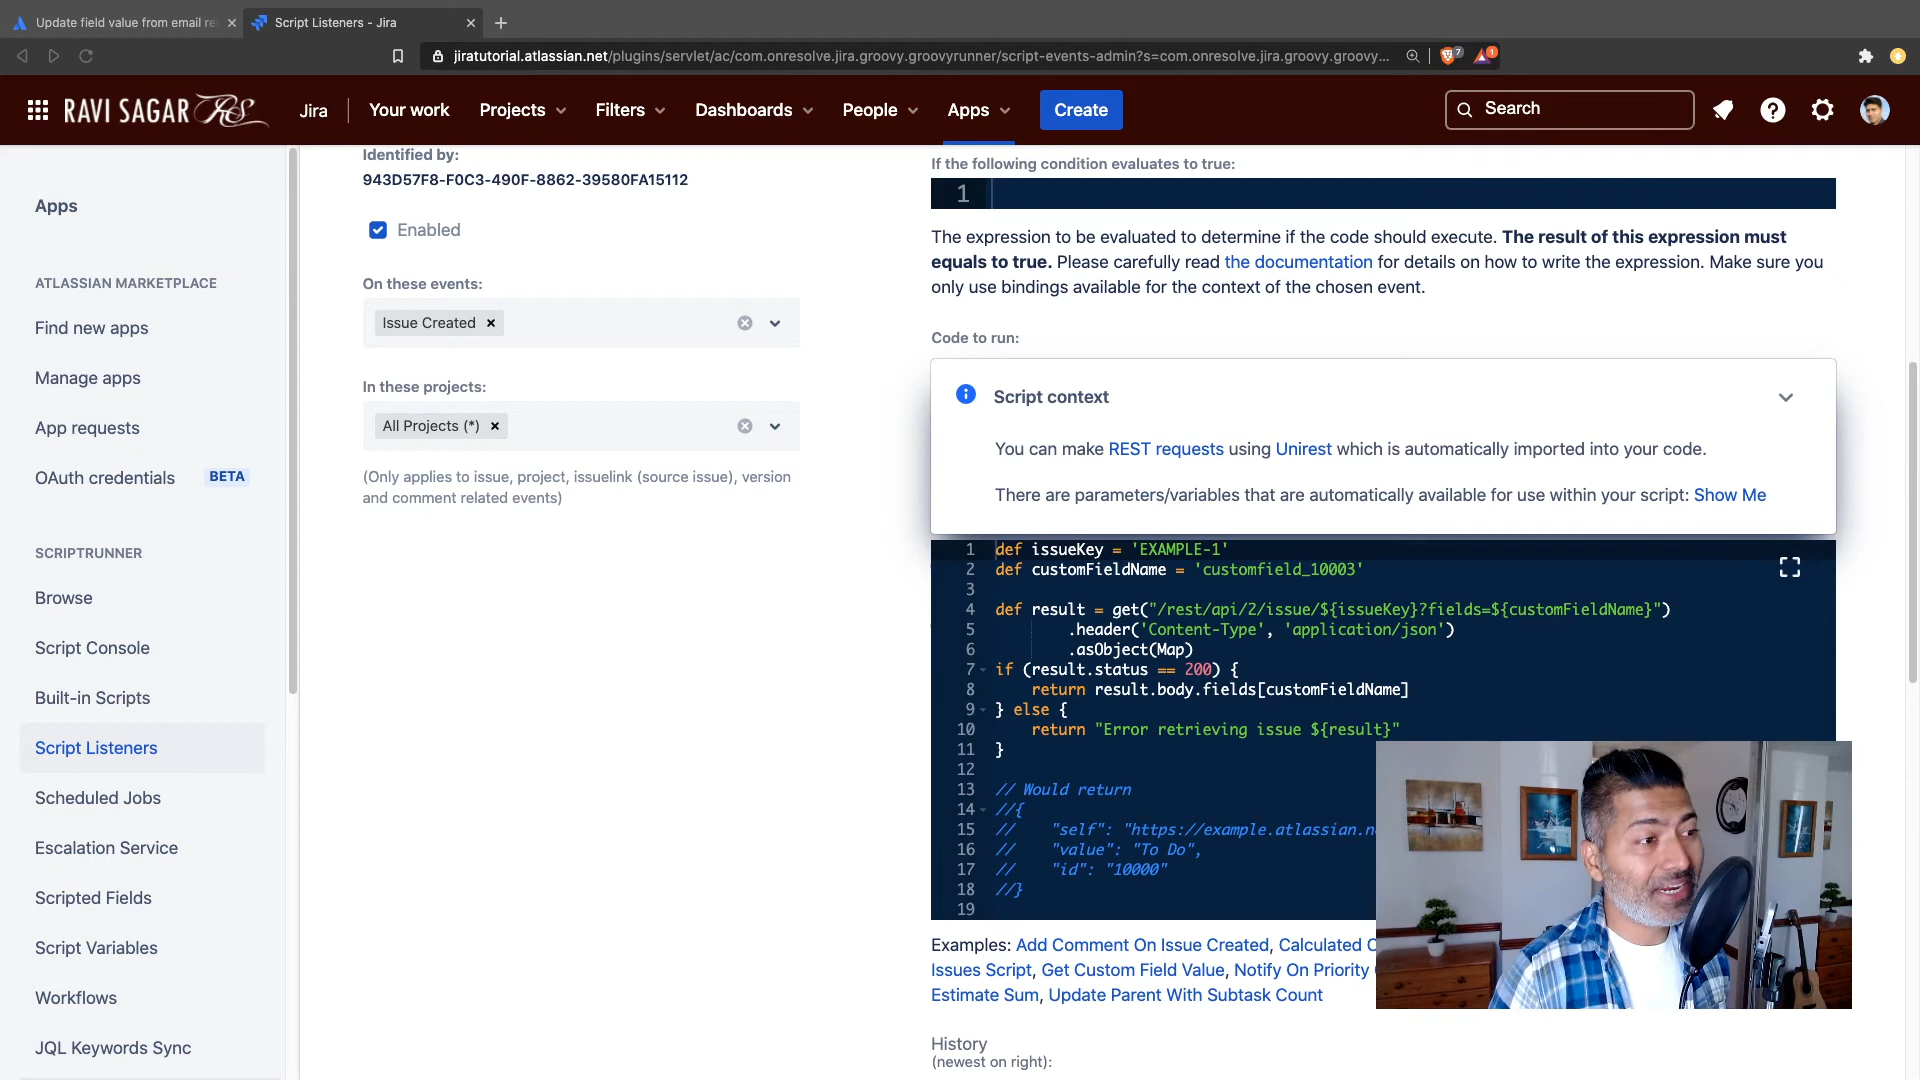 Update field value from email re
Script Listeners - Jira
jiratutorial.atlassian.net/plugins/servlet/ac/com.onresolve.jira.groovy.groovyrunner/script-events-admin?s=com.onresolve.jira.groovy.groovy...
7
1
RAVI SAGAR RS
Jira
Your work
Projects
Filters
Dashboards
People
Apps
Create
Search
Apps
ATLASSIAN MARKETPLACE
Find new apps
Manage apps
App requests
OAuth credentials BETA
SCRIPTRUNNER
Browse
Script Console
Built-in Scripts
Script Listeners
Scheduled Jobs
Escalation Service
Scripted Fields
Script Variables
Workflows
JQL Keywords Sync
Identified by:
943D57F8-F0C3-490F-8862-39580FA15112
Enabled
On these events:
Issue Created
In these projects:
All Projects (*)
(Only applies to issue, project, issuelink (source issue), version
and comment related events)
If the following condition evaluates to true:
1
The expression to be evaluated to determine if the code should execute. The result of this expression must
equals to true. Please carefully read the documentation for details on how to write the expression. Make sure you
only use bindings available for the context of the chosen event.
Code to run:
Script context
You can make REST requests using Unirest which is automatically imported into your code.
There are parameters/variables that are automatically available for use within your script: Show Me
1 def issueKey = 'EXAMPLE-1'
2 def customFieldName = 'customfield_10003'
3
4 def result = get("/rest/api/2/issue/${issueKey}?fields=${customFieldName}")
5 .header('Content-Type', 'application/json')
6 .asObject(Map)
7 if (result.status == 200) {
8 return result.body.fields[customFieldName]
9 } else {
10 return "Error retrieving issue ${result}"
11 }
12
13 // Would return
14 //{
15 // "self": "https://example.atlassian.n
16 // "value": "To Do",
17 // "id": "10000"
18 //}
19
Examples: Add Comment On Issue Created, Calculated C
Issues Script, Get Custom Field Value, Notify On Priority
Estimate Sum, Update Parent With Subtask Count
History
(newest on right):